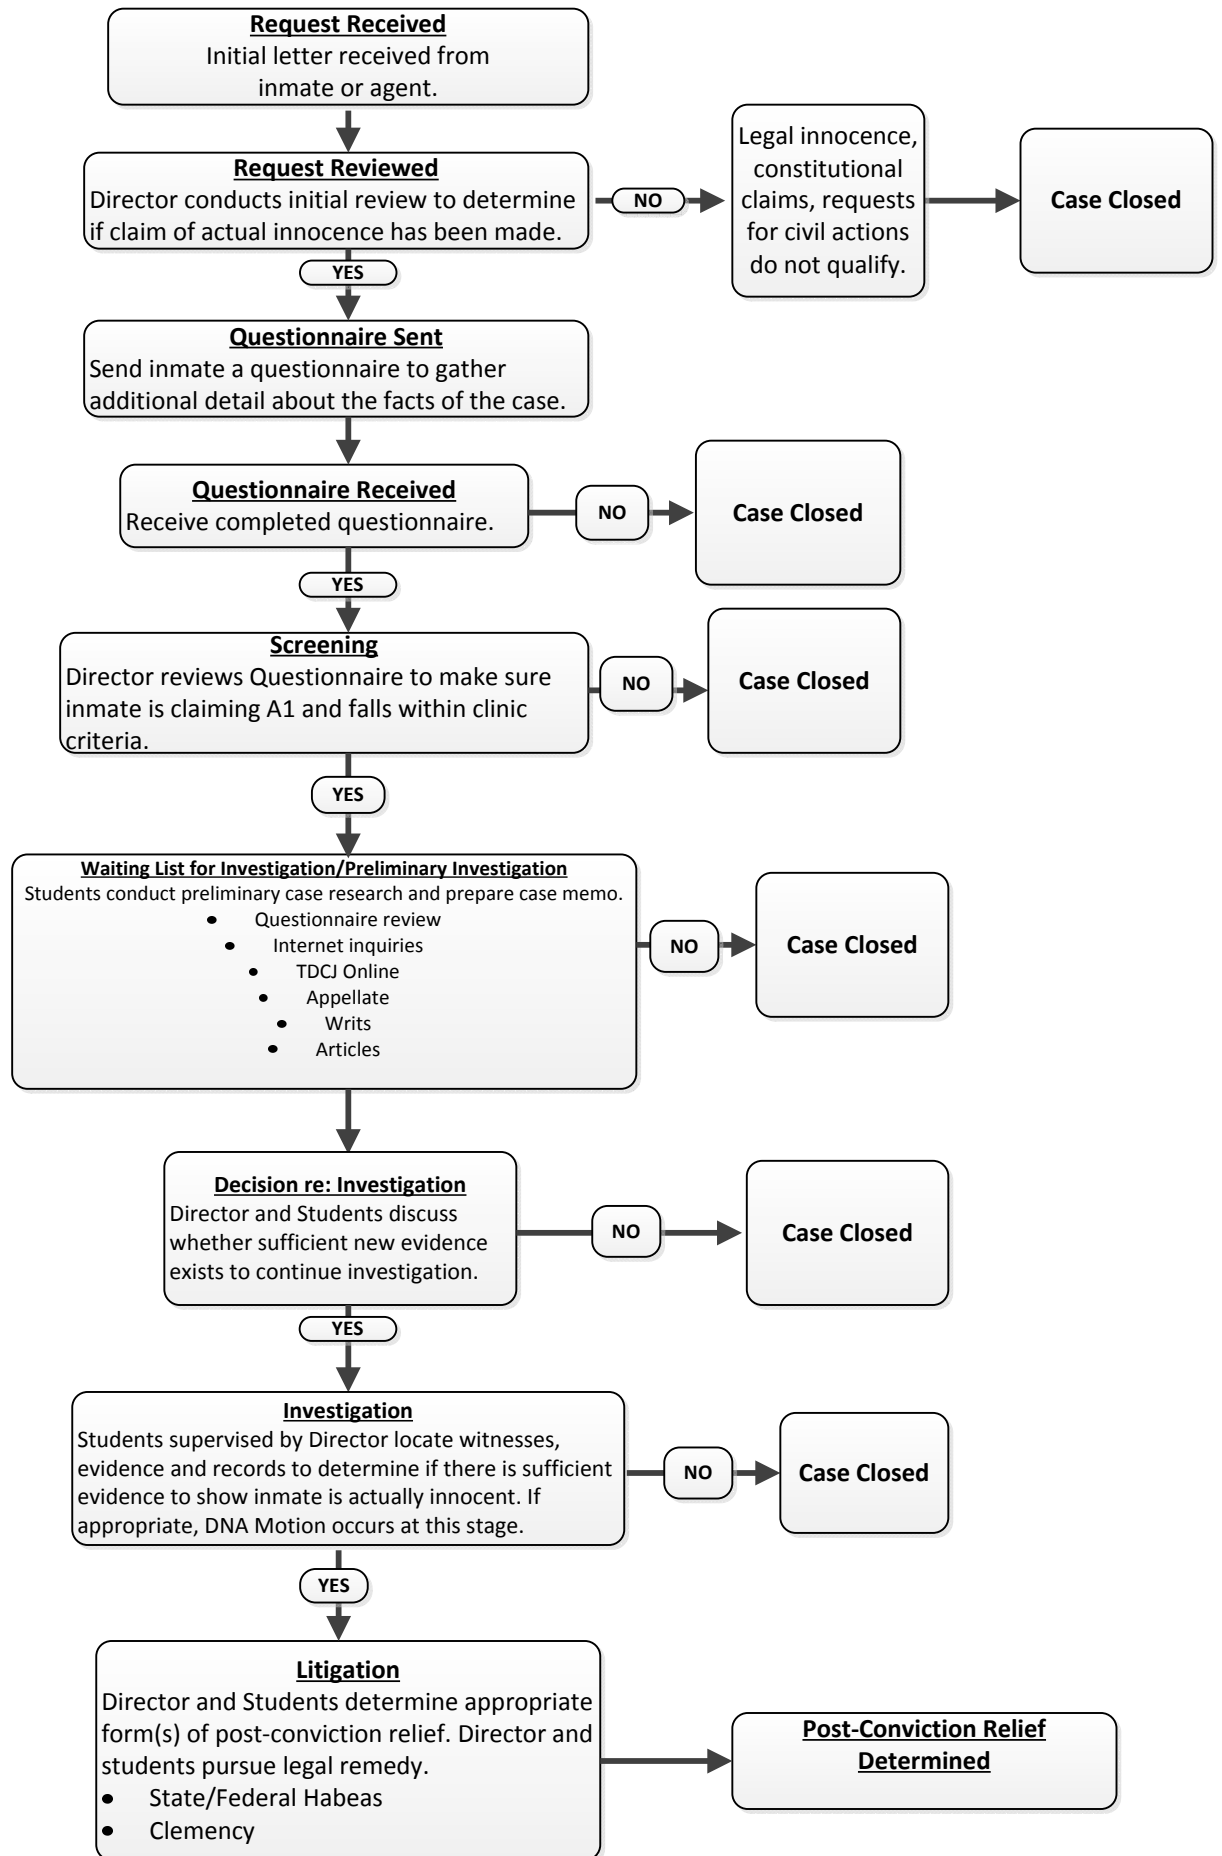 Request Received
Initial letter received from
inmate or agent.
Request Reviewed
Director conducts initial review to determine
if claim of actual innocence has been made.
NO
Legal innocence,
constitutional
claims, requests
for civil actions
do not qualify.
Case Closed
YES
Questionnaire Sent
Send inmate a questionnaire to gather
additional detail about the facts of the case.
Questionnaire Received
Receive completed questionnaire.
NO
Case Closed
YES
Screening
Director reviews Questionnaire to make sure
inmate is claiming A1 and falls within clinic
criteria.
NO
Case Closed
YES
Waiting List for Investigation/Preliminary Investigation
Students conduct preliminary case research and prepare case memo.
• Questionnaire review
• Internet inquiries
• TDCJ Online
• Appellate
• Writs
• Articles
NO
Case Closed
Decision re: Investigation
Director and Students discuss
whether sufficient new evidence
exists to continue investigation.
NO
Case Closed
YES
Investigation
Students supervised by Director locate witnesses,
evidence and records to determine if there is sufficient
evidence to show inmate is actually innocent. If
appropriate, DNA Motion occurs at this stage.
NO
Case Closed
YES
Litigation
Director and Students determine appropriate
form(s) of post-conviction relief. Director and
students pursue legal remedy.
• State/Federal Habeas
• Clemency
Post-Conviction Relief
Determined